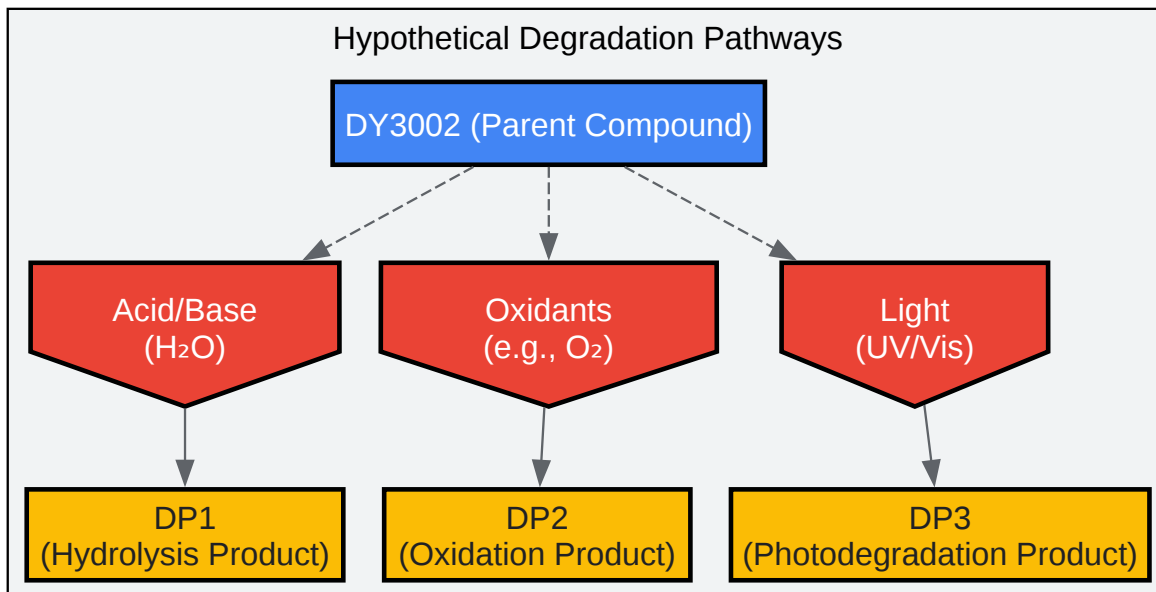 Hypothetical Degradation Pathways
DY3002 (Parent Compound)
Acid/Base
(H₂O)
Oxidants
(e.g., O₂)
Light
(UV/Vis)
DP1
(Hydrolysis Product)
DP2
(Oxidation Product)
DP3
(Photodegradation Product)